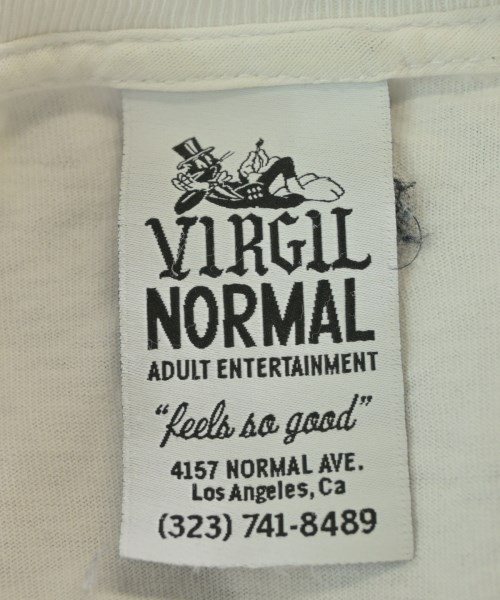 VIRGIL
NORMAL
ADULT ENTERTAINMENT
"feels so good"
4157 NORMAL AVE.
Los Angeles, Ca
(323) 741-8489